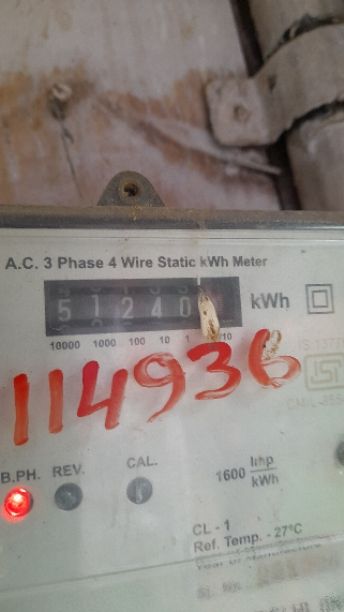 A.C. 3 Phase 4 Wire Static kWh Meter
51240 kWh
10000 1000 100 10 1 10
114936
B.PH. REV. CAL.
1600 Imp
kWh
CL - 1
Ref. Temp. - 27°C